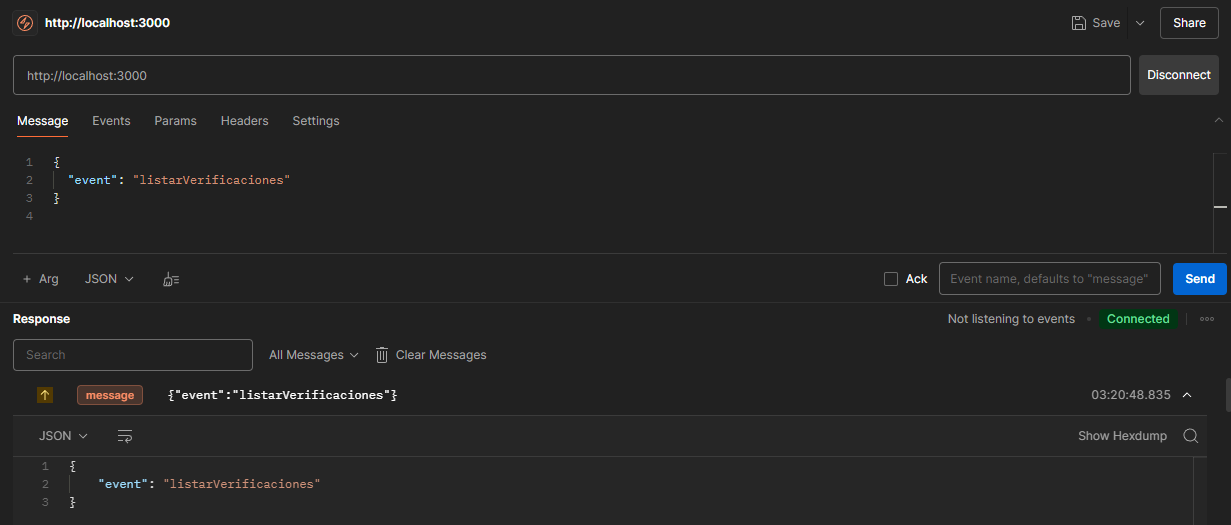 http://localhost:3000
Save
Share
http://localhost:3000
Disconnect
Message Events Params Headers Settings
1 {
2 "event": "listarVerificaciones"
3 }
4
+ Arg JSON
Ack
Event name, defaults to "message"
Send
Response
Not listening to events
Connected
Search
All Messages
Clear Messages
message {"event":"listarVerificaciones"} 03:20:48.835
JSON
Show Hexdump
1 {
2 "event": "listarVerificaciones"
3 }